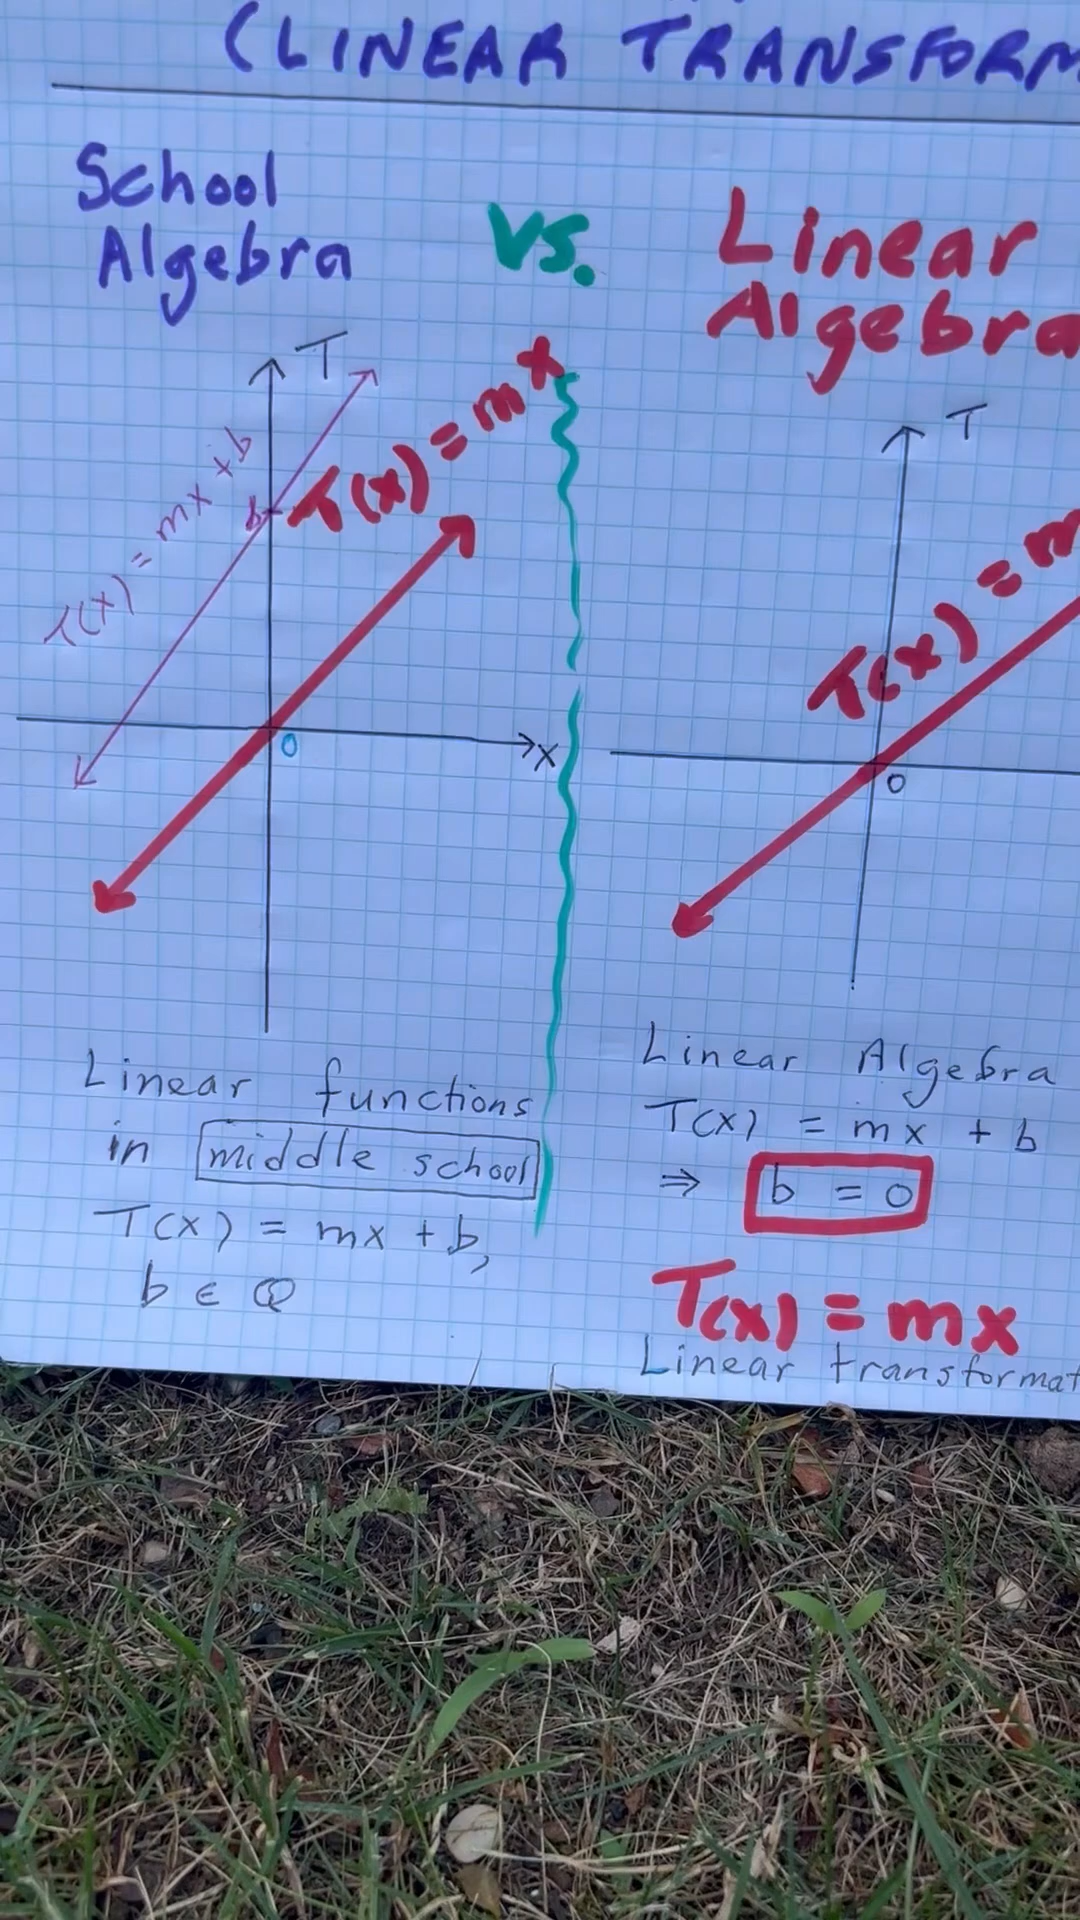 (LINEAR TRANSFORM
School
Algebra
vs.
Linear
Algebra
T
T(x) = mx + b
b
T(x) = mx
0
x
T
T(x) = m
0
Linear functions
in middle school
T(x) = mx + b,
b ∈ Q
Linear Algebra
T(x) = mx + b
⇒ b = 0
T(x) = mx
Linear transformat